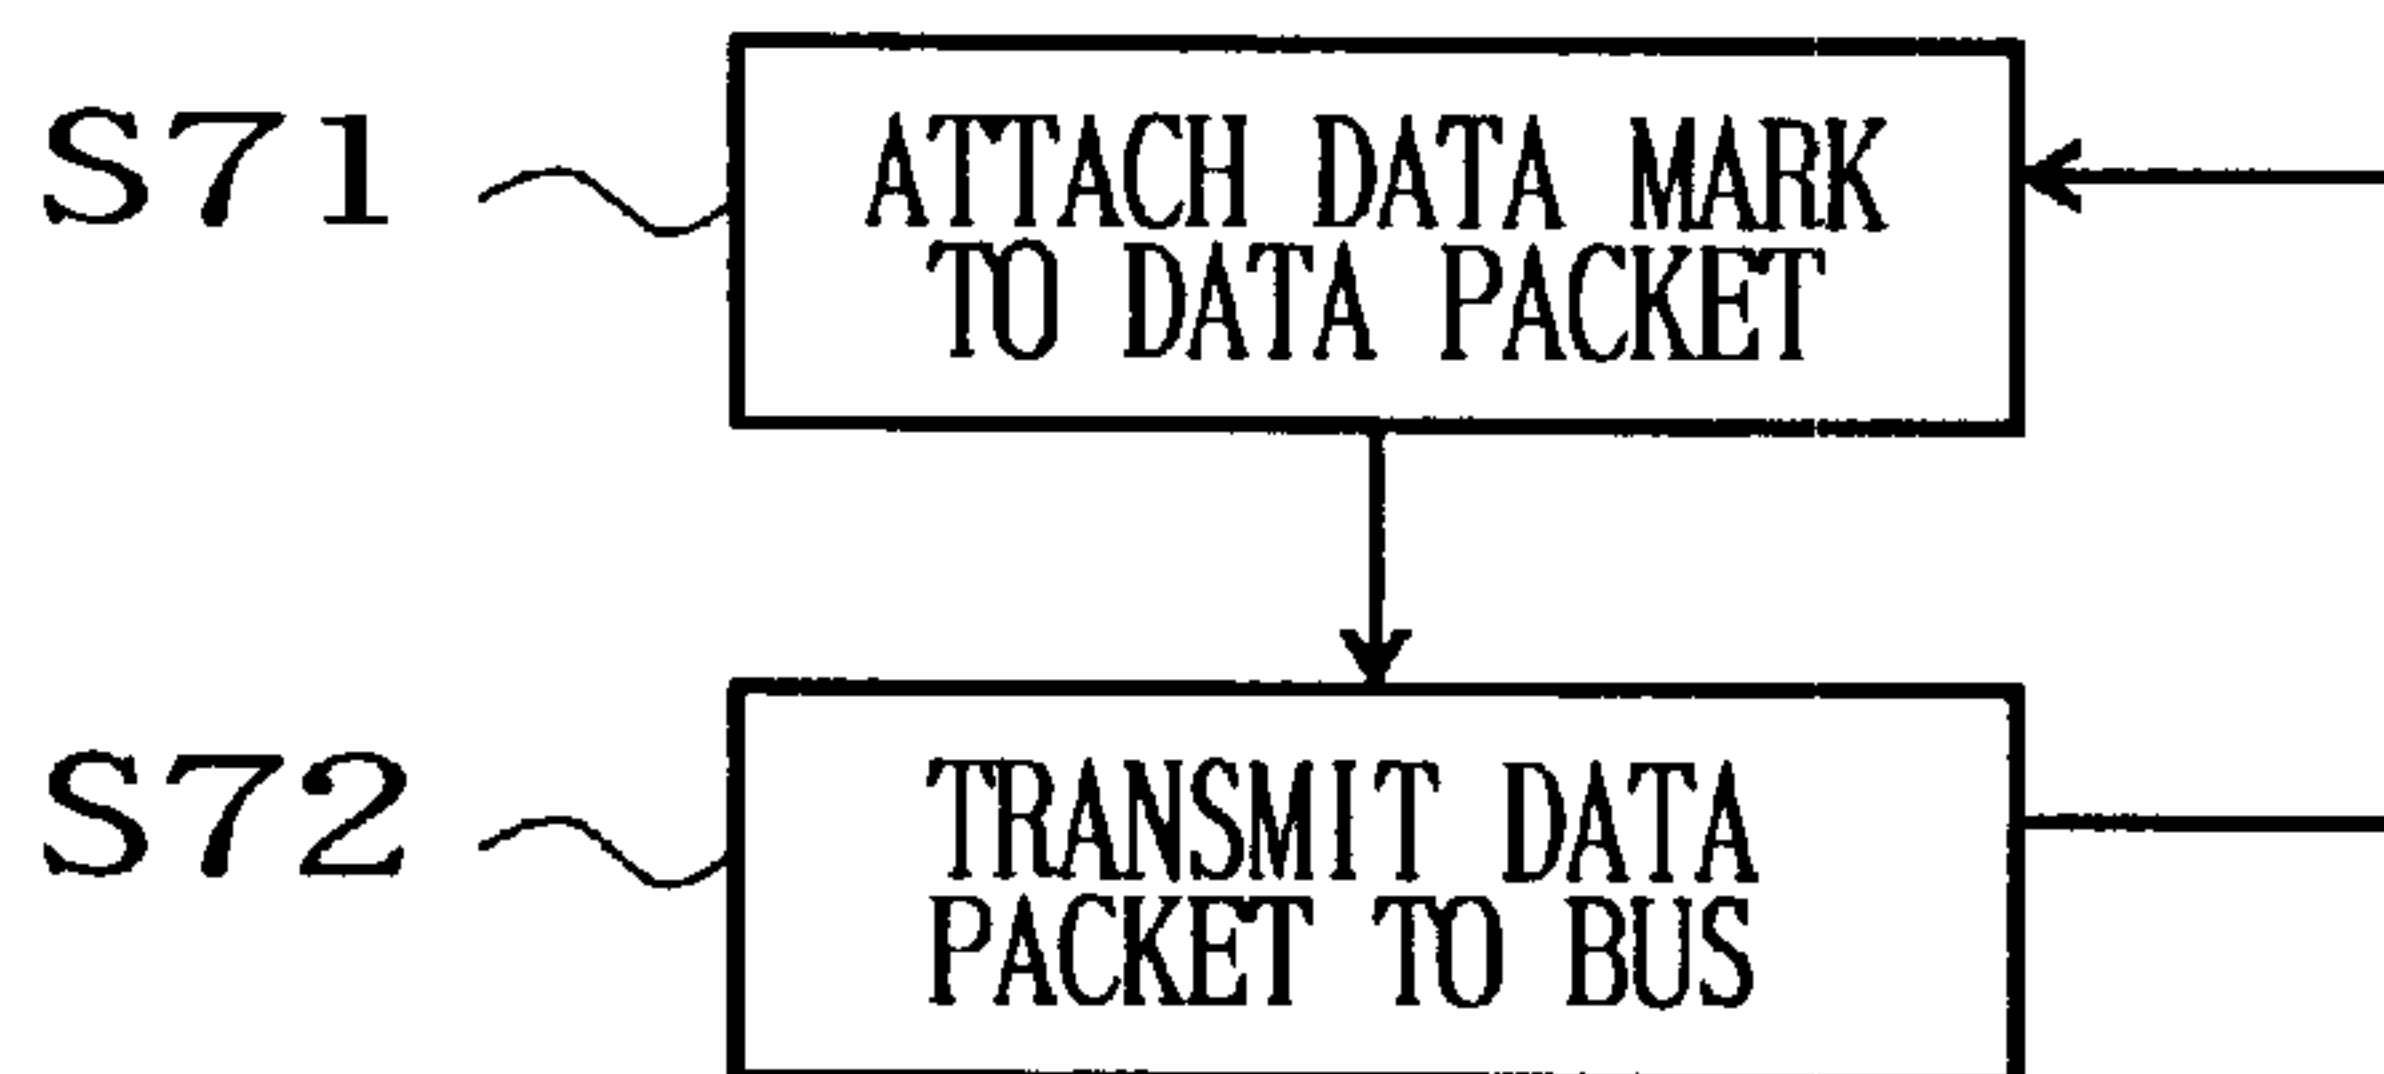 S71
ATTACH DATA MARK
TO DATA PACKET
S72
TRANSMIT DATA
PACKET TO BUS